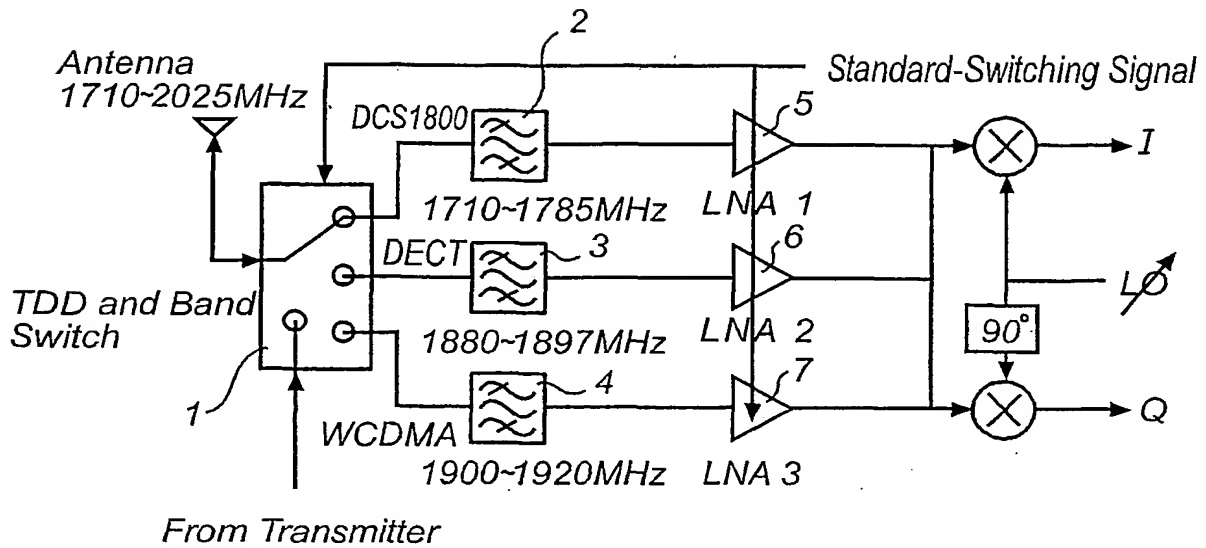 2
Antenna
1710~2025MHz
Standard-Switching Signal
DCS1800
5
I
1710~1785MHz
LNA 1
DECT
3
6
LO
TDD and Band
Switch
1880~1897MHz
LNA 2
90°
1
4
7
Q
WCDMA
1900~1920MHz
LNA 3
From Transmitter